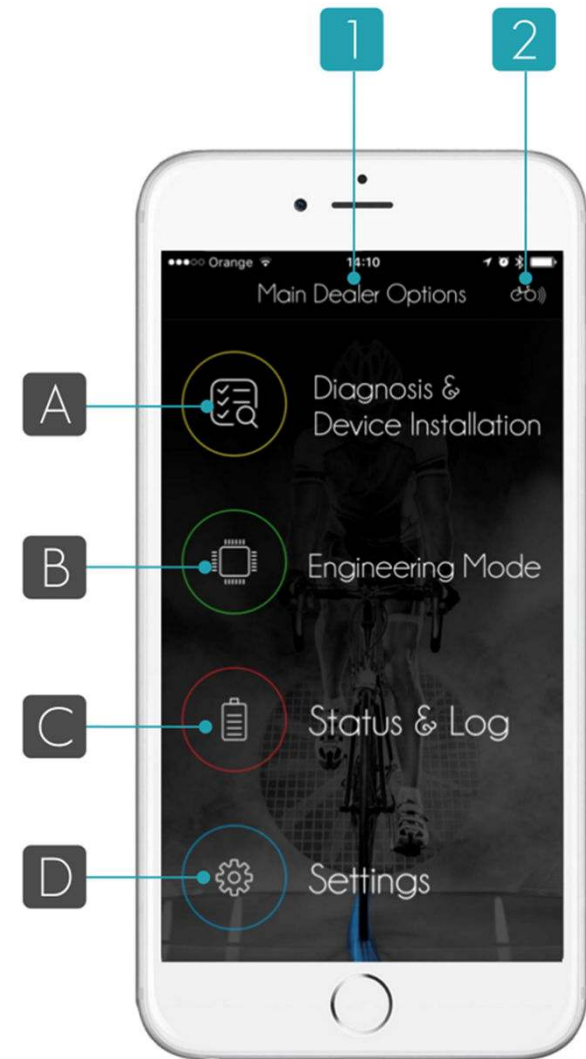 1 2
Orange 14:10
Main Dealer Options
A
Diagnosis &
Device Installation
B
Engineering Mode
C
Status & Log
D
Settings